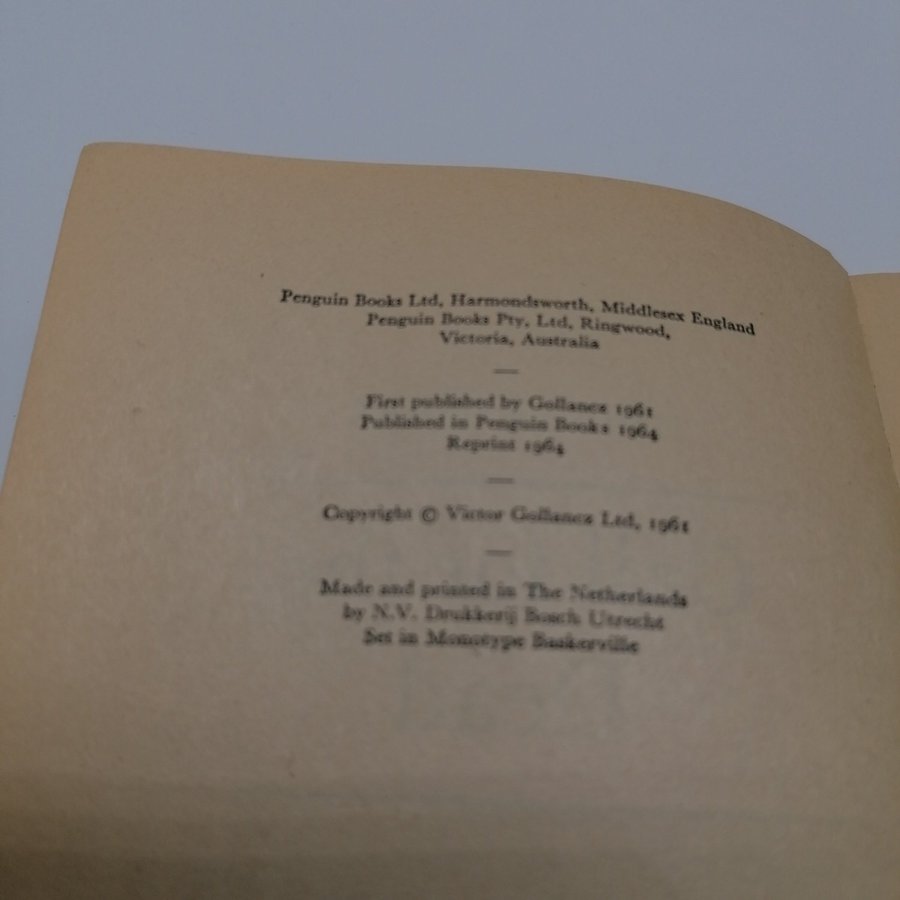 Penguin Books Ltd, Harmondsworth, Middlesex England
Penguin Books Pty, Ltd, Ringwood,
Victoria, Australia
First published by Gollancz 1961
Published in Penguin Books 1964
Reprint 1964
Copyright © Victor Gollancz Ltd, 1961
Made and printed in The Netherlands
by N.V. Drukkerij Bosch Utrecht
Set in Monotype Baskerville